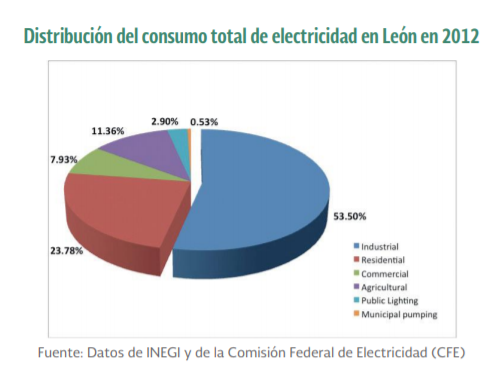 Distribución del consumo total de electricidad en León en 2012
2.90%
0.53%
11.36%
7.93%
53.50%
23.78%
Industrial
Residential
Commercial
Agricultural
Public Lighting
Municipal pumping
Fuente: Datos de INEGI y de la Comisión Federal de Electricidad (CFE)